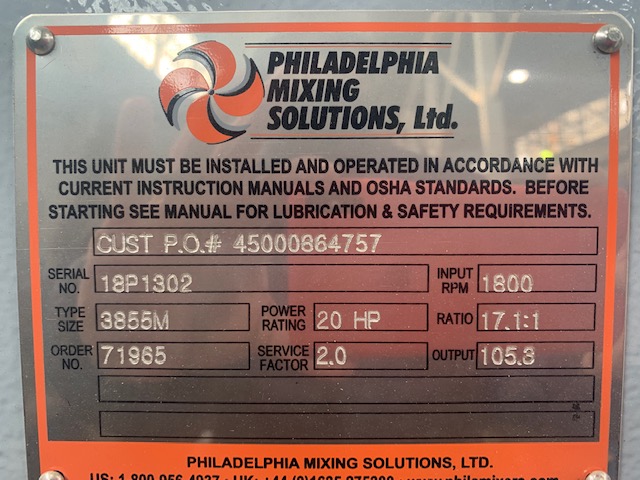 PHILADELPHIA
MIXING
SOLUTIONS, Ltd.
THIS UNIT MUST BE INSTALLED AND OPERATED IN ACCORDANCE WITH
CURRENT INSTRUCTION MANUALS AND OSHA STANDARDS. BEFORE
STARTING SEE MANUAL FOR LUBRICATION & SAFETY REQUIREMENTS.
CUST P.O.# 45000864757
SERIAL NO. 18P1302 INPUT RPM 1800
TYPE SIZE 3855M POWER RATING 20 HP RATIO 17.1:1
ORDER NO. 71965 SERVICE FACTOR 2.0 OUTPUT 105.3
PHILADELPHIA MIXING SOLUTIONS, LTD.